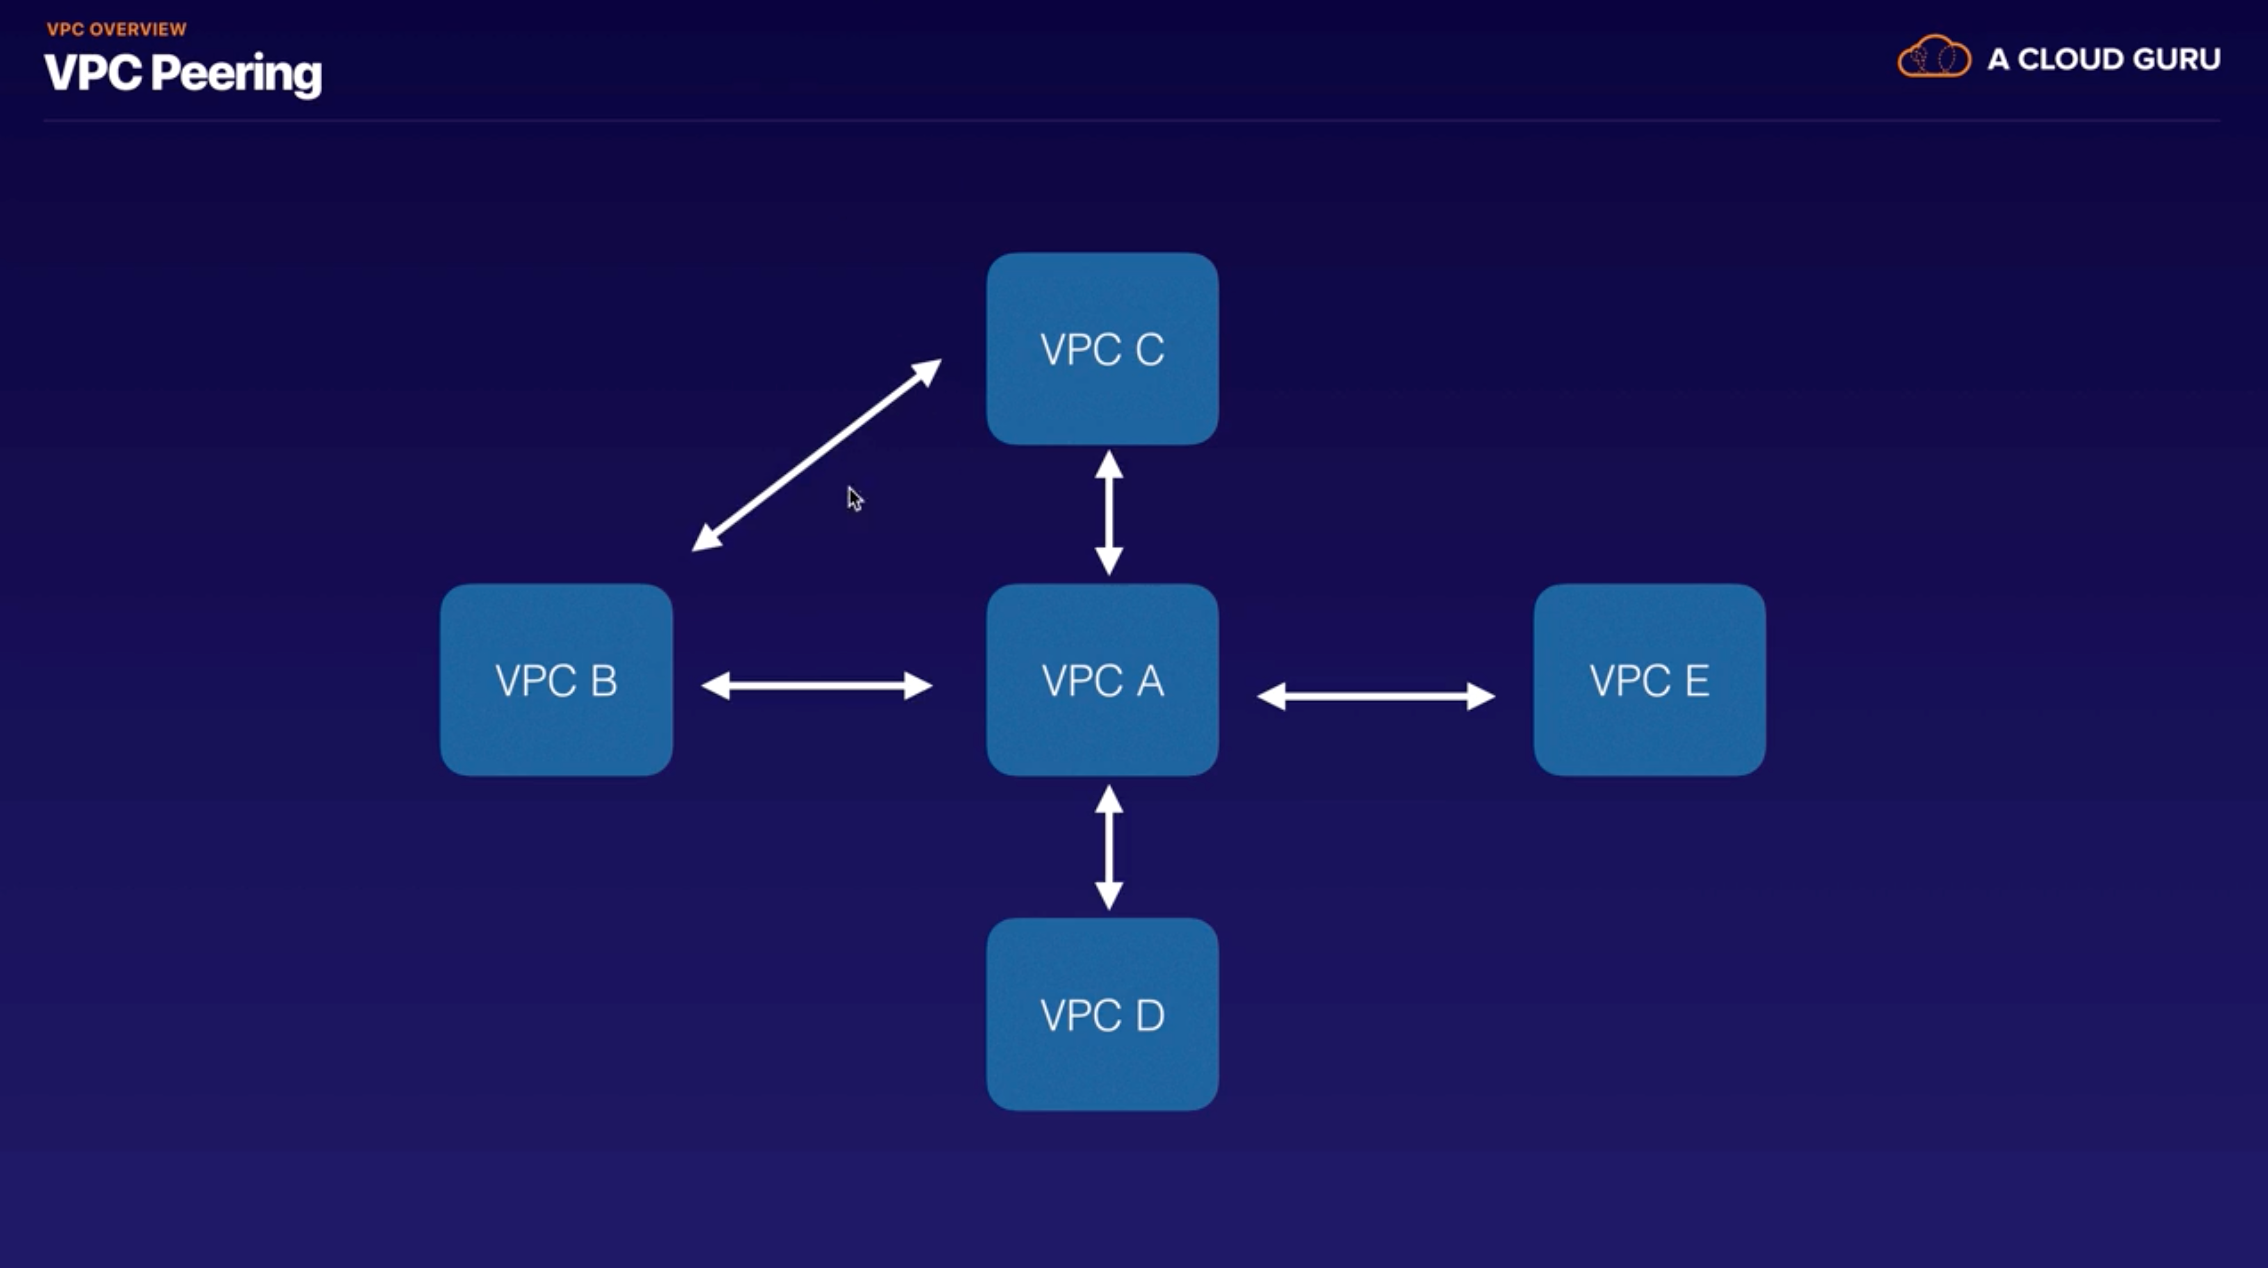 VPC OVERVIEW
VPC Peering
A CLOUD GURU
VPC C
VPC B
VPC A
VPC E
VPC D